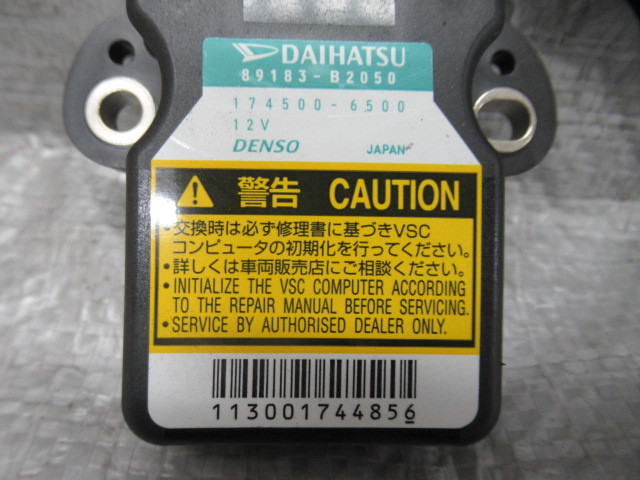 DAIHATSU
89183-B2050
174500-6500
12V
DENSO JAPAN
警告 CAUTION
・交換時は必ず修理書に基づきVSC
コンピュータの初期化を行ってください。
・詳しくは車両販売店にご相談ください。
・INITIALIZE THE VSC COMPUTER ACCORDING
TO THE REPAIR MANUAL BEFORE SERVICING.
・SERVICE BY AUTHORISED DEALER ONLY.
113001744856